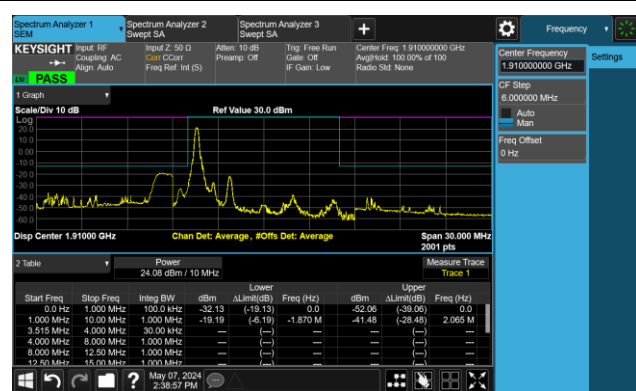 Spectrum Analyzer 1
SEM
Spectrum Analyzer 2
Swept SA
Spectrum Analyzer 3
Swept SA
+
Frequency
KEYSIGHT
Input: RF
Coupling: AC
Align: Auto
Input Z: 50 Ω
Corr CCorr
Freq Ref: Int (S)
Atten: 10 dB
Preamp: Off
Trig: Free Run
Gate: Off
IF Gain: Low
Center Freq: 1.910000000 GHz
Avg|Hold: 100.00% of 100
Radio Std: None
PASS
Center Frequency
1.910000000 GHz
Settings
CF Step
6.000000 MHz
Auto
Man
Freq Offset
0 Hz
1 Graph
Scale/Div 10 dB
Ref Value 30.0 dBm
Log
20.0
10.0
0.00
-10.0
-20.0
-30.0
-40.0
-50.0
-60.0
Disp Center 1.91000 GHz
Chan Det: Average, #Offs Det: Average
Span 30.000 MHz
2001 pts
2 Table
Power
24.08 dBm / 10 MHz
Measure Trace
Trace 1
Lower
Upper
Start Freq Stop Freq Integ BW dBm ΔLimit(dB) Freq (Hz) dBm ΔLimit(dB) Freq (Hz)
0.0 Hz 1.000 MHz 100.0 kHz -32.13 (-19.13) 0.0 -52.06 (-39.06) 0.0
1.000 MHz 10.00 MHz 1.000 MHz -19.19 (-6.19) -1.870 M -41.48 (-28.48) 2.065 M
3.515 MHz 4.000 MHz 30.00 kHz --- (---) --- (---)
4.000 MHz 8.000 MHz 1.000 MHz --- (---) --- (---)
8.000 MHz 12.50 MHz 1.000 MHz --- (---) --- (---)
12.50 MHz 15.00 MHz 1.000 MHz --- (---) --- (---)
?
May 07, 2024
2:38:57 PM